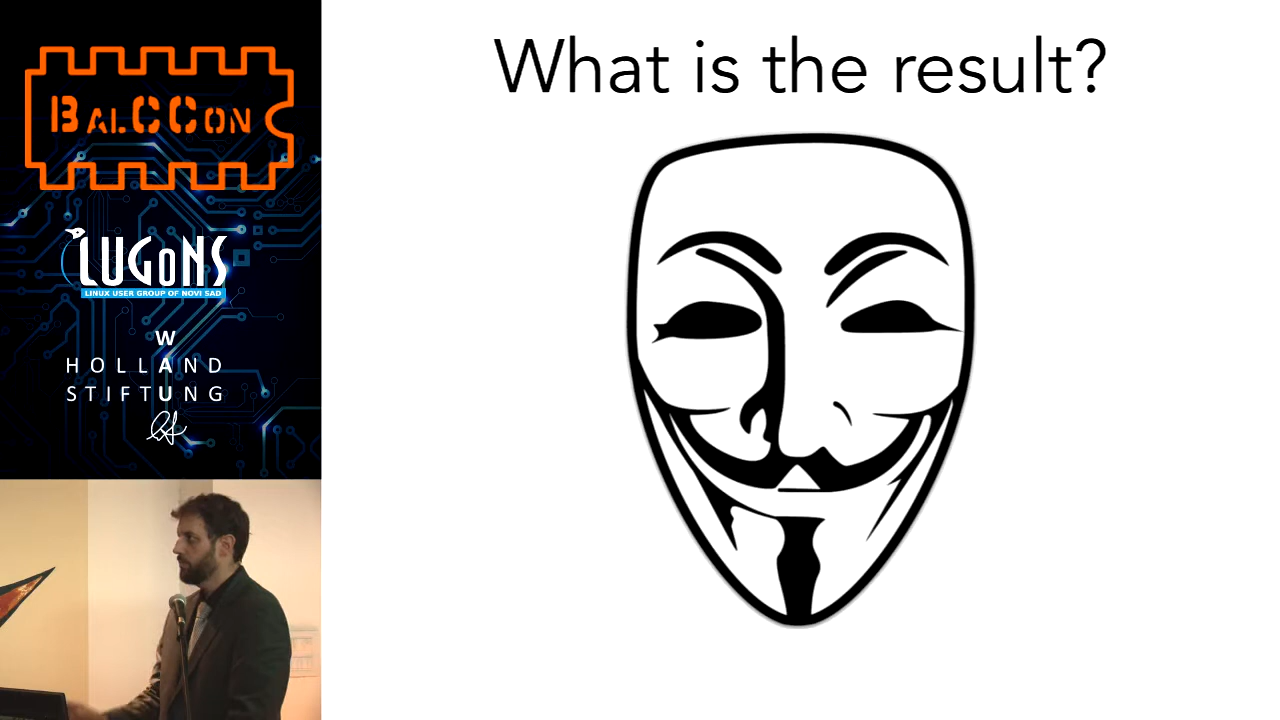 BALCCON
LUGoNS
LINUX USER GROUP OF NOVI SAD
W
HOLLAND
STIFTUNG
What is the result?